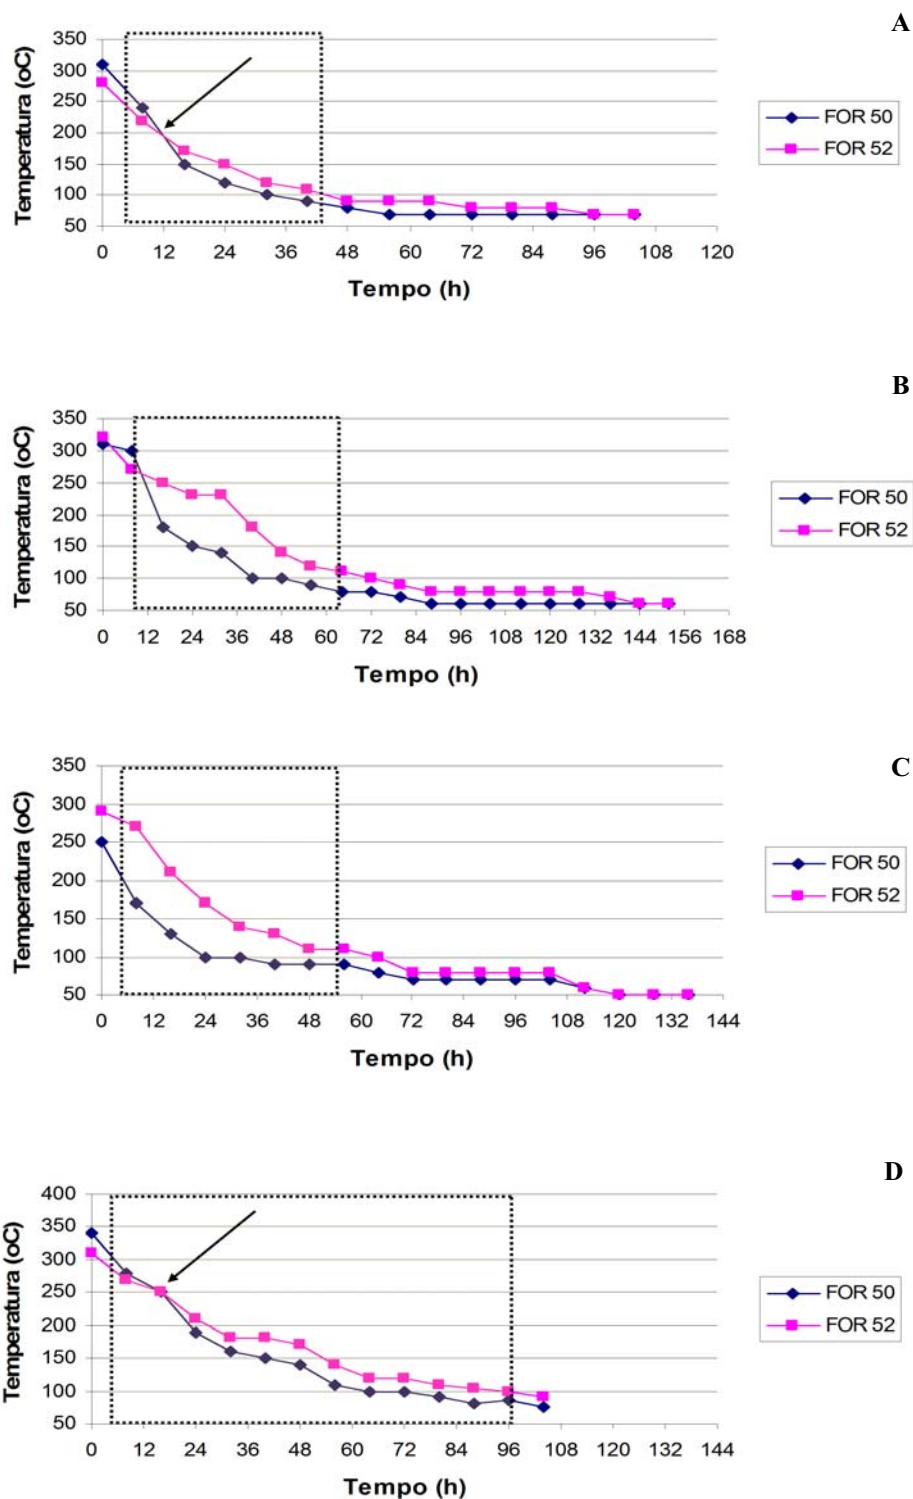 A
Temperatura (oC)
350
300
250
200
150
100
50
0 12 24 36 48 60 72 84 96 108 120
Tempo (h)
FOR 50
FOR 52
B
Temperatura (oC)
350
300
250
200
150
100
50
0 12 24 36 48 60 72 84 96 108 120 132 144 156 168
Tempo (h)
FOR 50
FOR 52
C
Temperatura (oC)
350
300
250
200
150
100
50
0 12 24 36 48 60 72 84 96 108 120 132 144
Tempo (h)
FOR 50
FOR 52
D
Temperatura (oC)
400
350
300
250
200
150
100
50
0 12 24 36 48 60 72 84 96 108 120 132 144
Tempo (h)
FOR 50
FOR 52